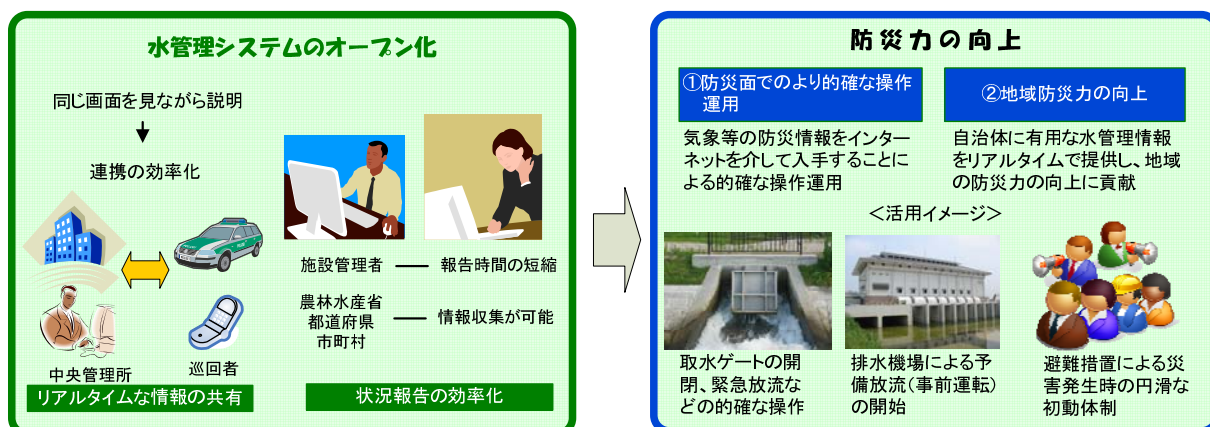 水管理システムのオープン化
同じ画面を見ながら説明
連携の効率化
施設管理者
報告時間の短縮
農林水産省
都道府県
市町村
情報収集が可能
中央管理所
巡回者
リアルタイムな情報の共有
状況報告の効率化
防災力の向上
①防災面でのより的確な操作
運用
気象等の防災情報をインター
ネットを介して入手することに
よる的確な操作運用
②地域防災力の向上
自治体に有用な水管理情報
をリアルタイムで提供し、地域
の防災力の向上に貢献
＜活用イメージ＞
取水ゲートの開
閉、緊急放流な
どの的確な操作
排水機場による予
備放流（事前運転）
の開始
避難措置による災
害発生時の円滑な
初動体制